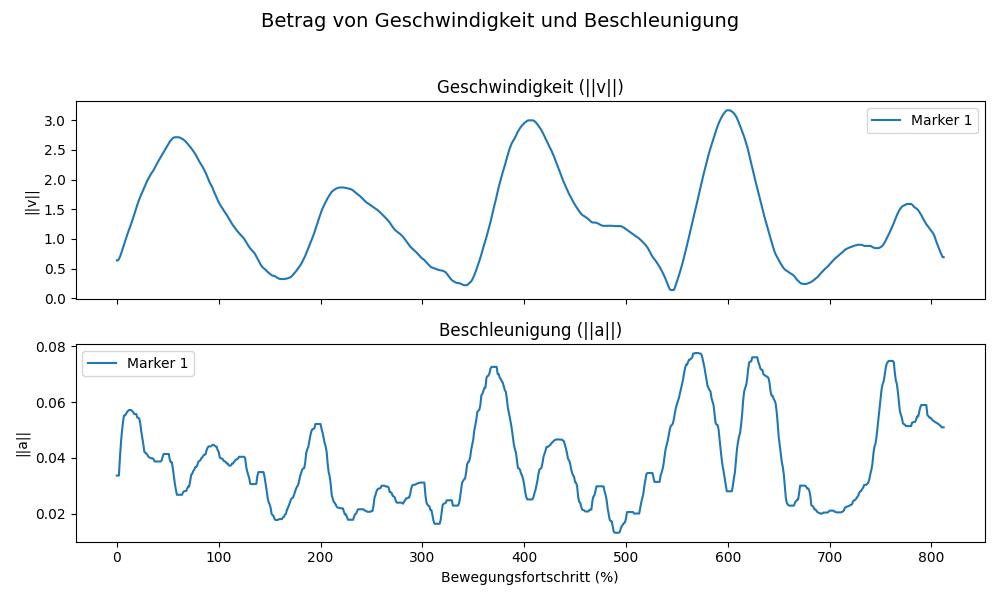 Betrag von Geschwindigkeit und Beschleunigung
Geschwindigkeit (||v||)
3.0
2.5
2.0
1.5
1.0
0.5
0.0
||v||
Marker 1
Beschleunigung (||a||)
0.08
0.06
0.04
0.02
||a||
Marker 1
0 100 200 300 400 500 600 700 800
Bewegungsfortschritt (%)